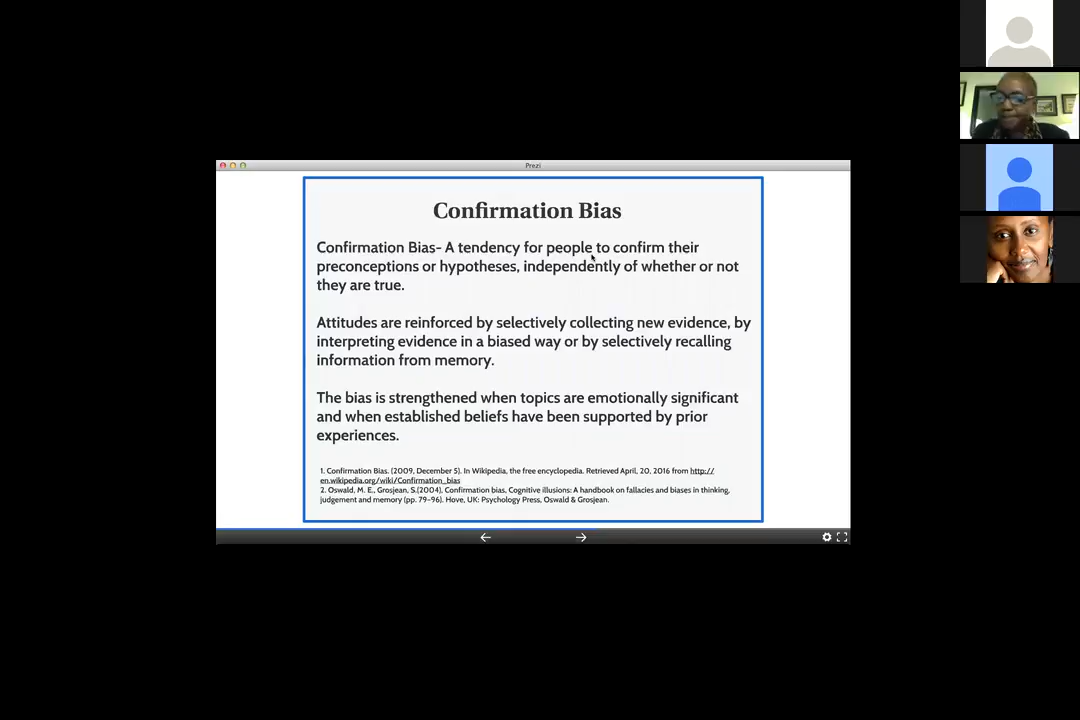 Prezi
Confirmation Bias
Confirmation Bias- A tendency for people to confirm their
preconceptions or hypotheses, independently of whether or not
they are true.
Attitudes are reinforced by selectively collecting new evidence, by
interpreting evidence in a biased way or by selectively recalling
information from memory.
The bias is strengthened when topics are emotionally significant
and when established beliefs have been supported by prior
experiences.
1. Confirmation Bias. (2009, December 5). In Wikipedia, the free encyclopedia. Retrieved April, 20, 2016 from http://
en.wikipedia.org/wiki/Confirmation_bias
2. Oswald, M. E., Grosjean, S.(2004), Confirmation bias, Cognitive illusions: A handbook on fallacies and biases in thinking,
judgement and memory (pp. 79-96). Hove, UK: Psychology Press, Oswald & Grosjean.